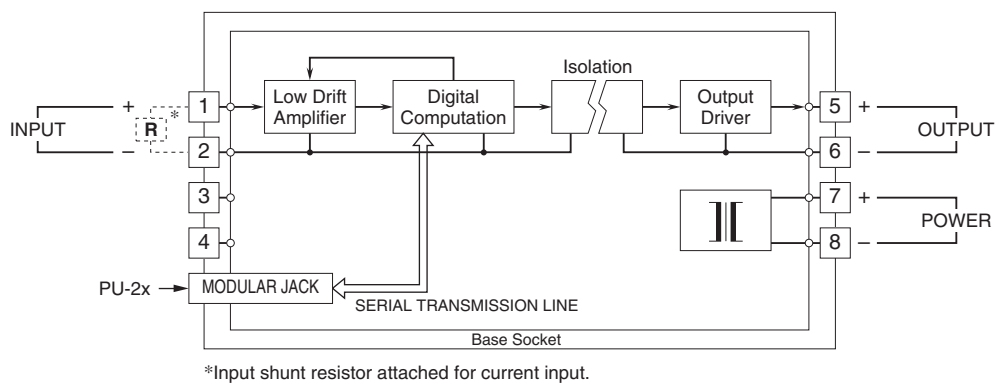 Isolation
Low Drift
Amplifier
Digital
Computation
Output
Driver
1
2
3
4
5
6
7
8
+
–
R
*
INPUT
+
–
OUTPUT
+
–
POWER
PU-2x
MODULAR JACK
SERIAL TRANSMISSION LINE
Base Socket
*Input shunt resistor attached for current input.